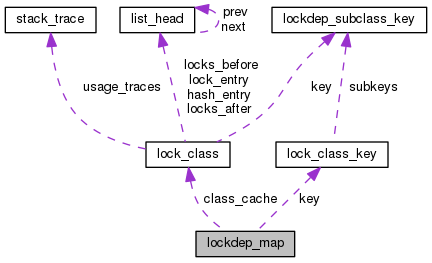 stack_trace
list_head
prev
next
lockdep_subclass_key
usage_traces
locks_before
lock_entry
hash_entry
locks_after
key
subkeys
lock_class
lock_class_key
class_cache
key
lockdep_map